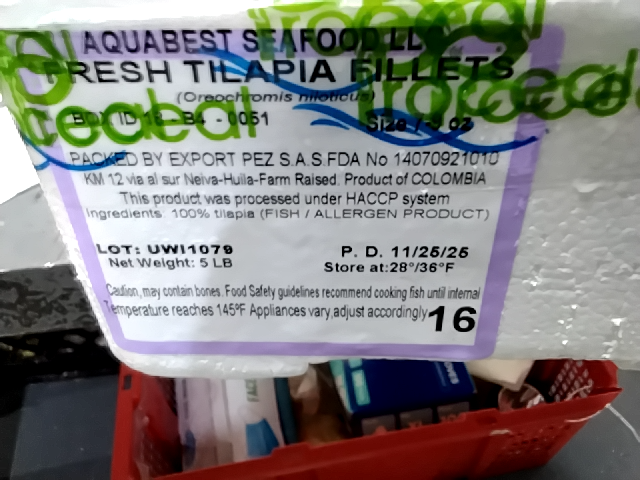 AQUABEST SEAFOOD LL
FRESH TILAPIA FILLETS
(Oreochromis niloticus)
BOX ID 18 - B4 - 0051
Size oz
PACKED BY EXPORT PEZ S.A.S.FDA No 14070921010
KM 12 via al sur Neiva-Huila-Farm Raised. Product of COLOMBIA
This product was processed under HACCP system
Ingredients: 100% tilapia (FISH / ALLERGEN PRODUCT)
LOT: UWI1079
P. D. 11/25/25
Net Weight: 5 LB
Store at:28°/36°F
Caution, may contain bones. Food Safety guidelines recommend cooking fish until internal
Temperature reaches 145ºF Appliances vary,adjust accordingly
16